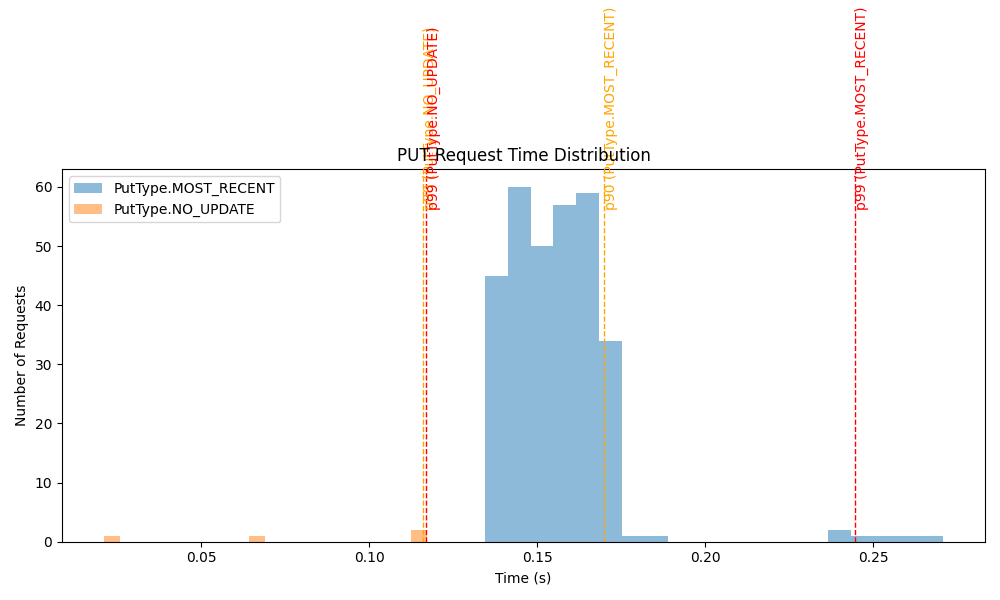 p99 (PutType.NO_UPDATE)
p90 (PutType.MOST_RECENT)
p99 (PutType.MOST_RECENT)
PUT Request Time Distribution
PutType.MOST_RECENT
PutType.NO_UPDATE
Number of Requests
60
50
40
30
20
10
0
0.05
0.10
0.15
0.20
0.25
Time (s)